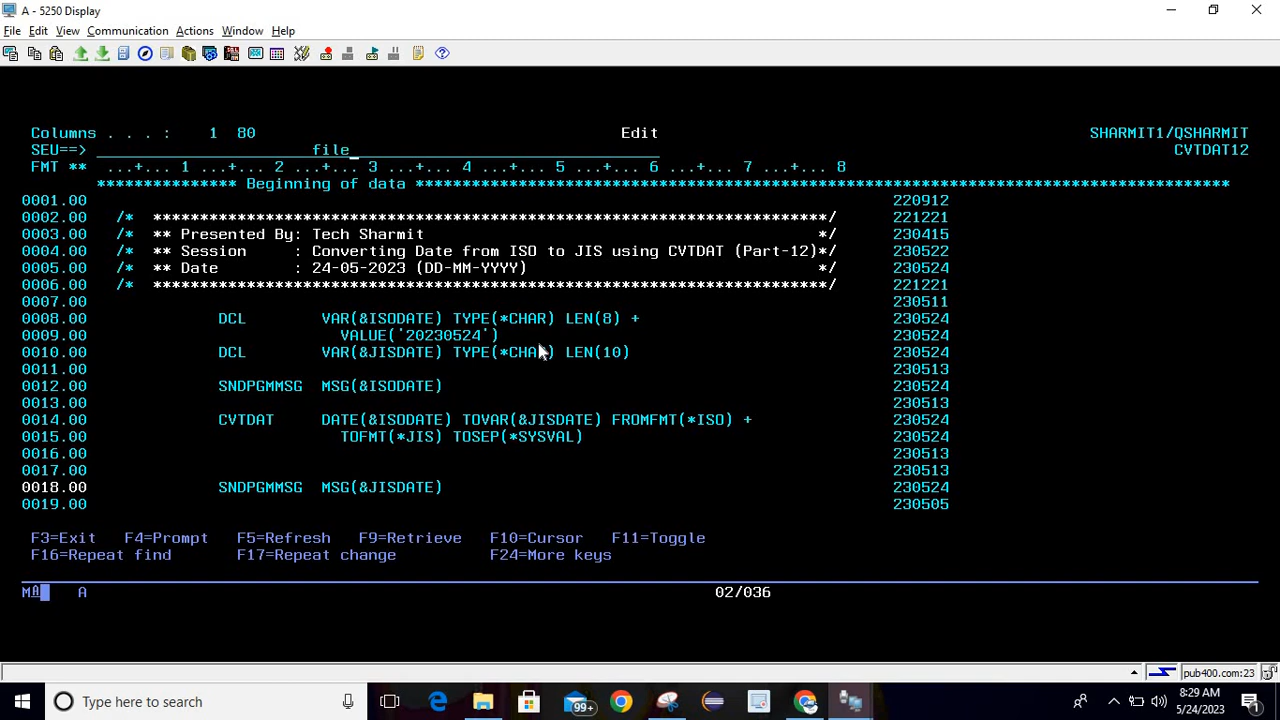 A - 5250 Display
File Edit View Communication Actions Window Help
Columns . . . : 1 80 Edit SHARMIT1/QSHARMIT
SEU==> file CVTDAT12
FMT ** ...+... 1 ...+... 2 ...+... 3 ...+... 4 ...+... 5 ...+... 6 ...+... 7 ...+... 8
*************** Beginning of data ***************************************************************************************
0001.00 220912
0002.00 /* ************************************************************************/ 221221
0003.00 /* ** Presented By: Tech Sharmit */ 230415
0004.00 /* ** Session : Converting Date from ISO to JIS using CVTDAT (Part-12)*/ 230522
0005.00 /* ** Date : 24-05-2023 (DD-MM-YYYY) */ 230524
0006.00 /* ************************************************************************/ 221221
0007.00 230511
0008.00 DCL VAR(&ISODATE) TYPE(*CHAR) LEN(8) + 230524
0009.00 VALUE('20230524') 230524
0010.00 DCL VAR(&JISDATE) TYPE(*CHAR) LEN(10) 230524
0011.00 230513
0012.00 SNDPGMMSG MSG(&ISODATE) 230524
0013.00 230513
0014.00 CVTDAT DATE(&ISODATE) TOVAR(&JISDATE) FROMFMT(*ISO) + 230524
0015.00 TOFMT(*JIS) TOSEP(*SYSVAL) 230524
0016.00 230513
0017.00 230513
0018.00 SNDPGMMSG MSG(&JISDATE) 230524
0019.00 230505
F3=Exit F4=Prompt F5=Refresh F9=Retrieve F10=Cursor F11=Toggle
F16=Repeat find F17=Repeat change F24=More keys
MA A 02/036
pub400.com:23
Type here to search 99+ 8:29 AM
5/24/2023